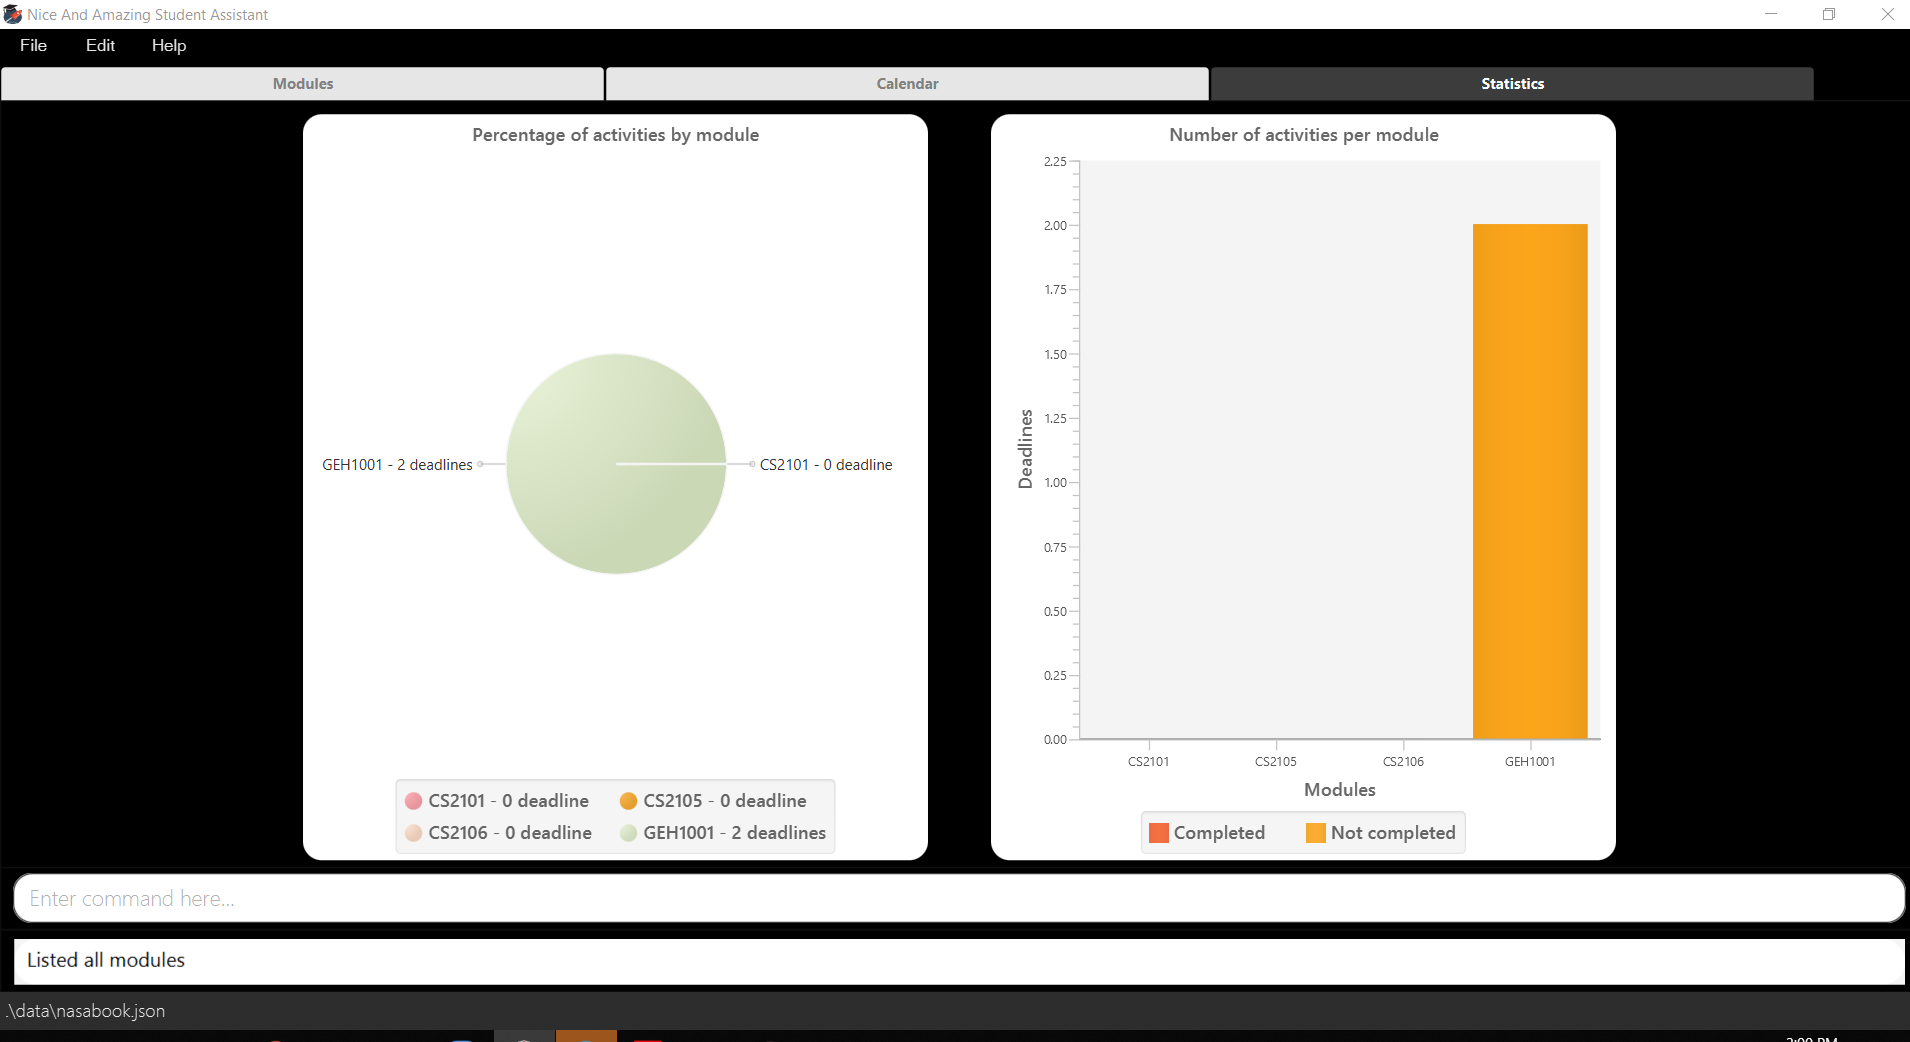 Nice And Amazing Student Assistant
File Edit Help
Modules Calendar Statistics
Percentage of activities by module
GEH1001 - 2 deadlines
CS2101 - 0 deadline
CS2101 - 0 deadline CS2105 - 0 deadline
CS2106 - 0 deadline GEH1001 - 2 deadlines
Number of activities per module
2.25
2.00
1.75
1.50
1.25
1.00
0.75
0.50
0.25
0.00
Deadlines
CS2101 CS2105 CS2106 GEH1001
Modules
Completed Not completed
Enter command here...
Listed all modules
.\data\nasabook.json